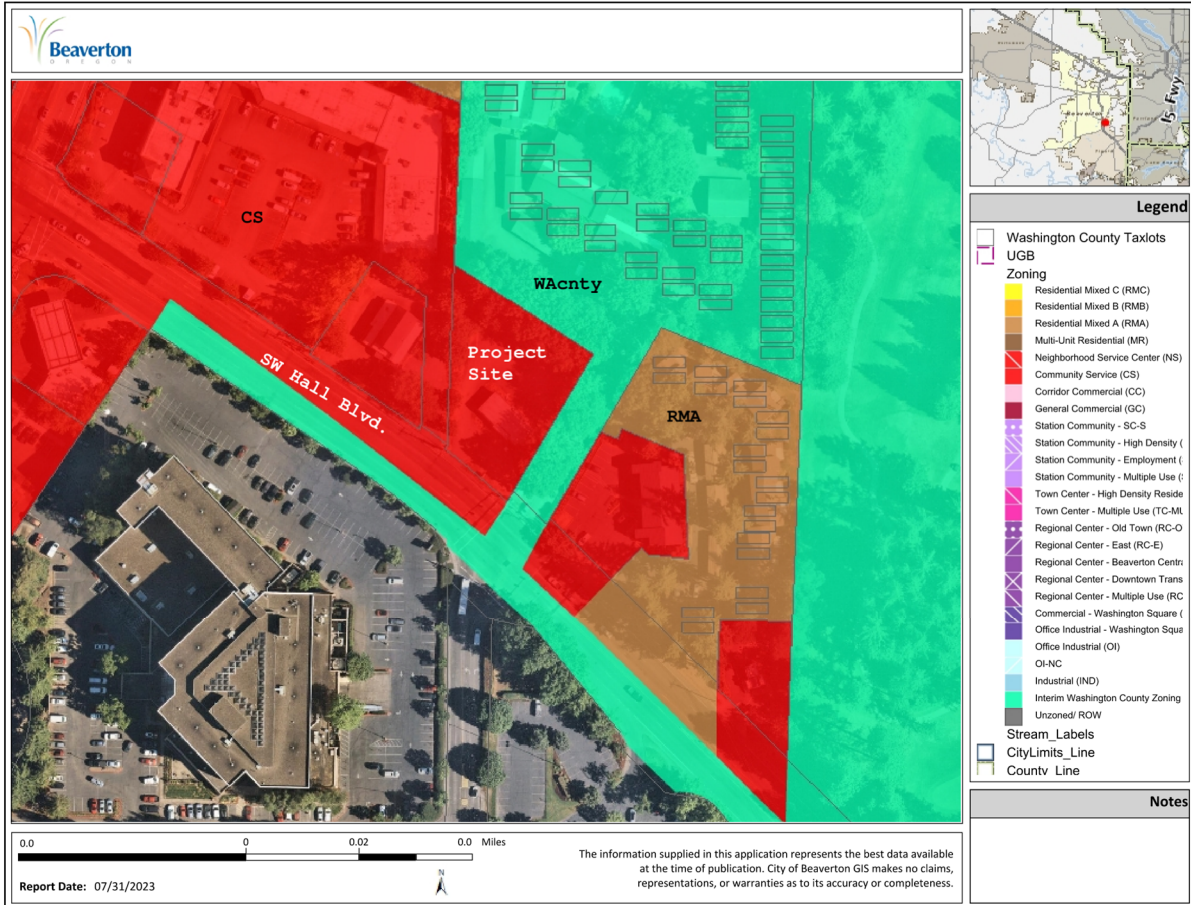 Beaverton
OREGON
CS
WAcnty
Project
Site
SW Hall Blvd.
RMA
I5 Fwy
Legend
Washington County Taxlots
UGB
Zoning
Residential Mixed C (RMC)
Residential Mixed B (RMB)
Residential Mixed A (RMA)
Multi-Unit Residential (MR)
Neighborhood Service Center (NS)
Community Service (CS)
Corridor Commercial (CC)
General Commercial (GC)
Station Community - SC-S
Station Community - High Density (
Station Community - Employment (
Station Community - Multiple Use (
Town Center - High Density Reside
Town Center - Multiple Use (TC-MU
Regional Center - Old Town (RC-O
Regional Center - East (RC-E)
Regional Center - Beaverton Centra
Regional Center - Downtown Trans
Regional Center - Multiple Use (RC
Commercial - Washington Square (
Office Industrial - Washington Squa
Office Industrial (OI)
OI-NC
Industrial (IND)
Interim Washington County Zoning
Unzoned/ ROW
Stream_Labels
CityLimits_Line
County_Line
Notes
0.0 0 0.02 0.0 Miles
Report Date: 07/31/2023
N
The information supplied in this application represents the best data available
at the time of publication. City of Beaverton GIS makes no claims,
representations, or warranties as to its accuracy or completeness.